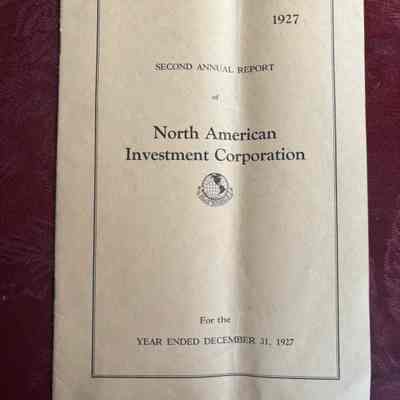 1927
SECOND ANNUAL REPORT
of
North American
Investment Corporation
For the
YEAR ENDED DECEMBER 31, 1927